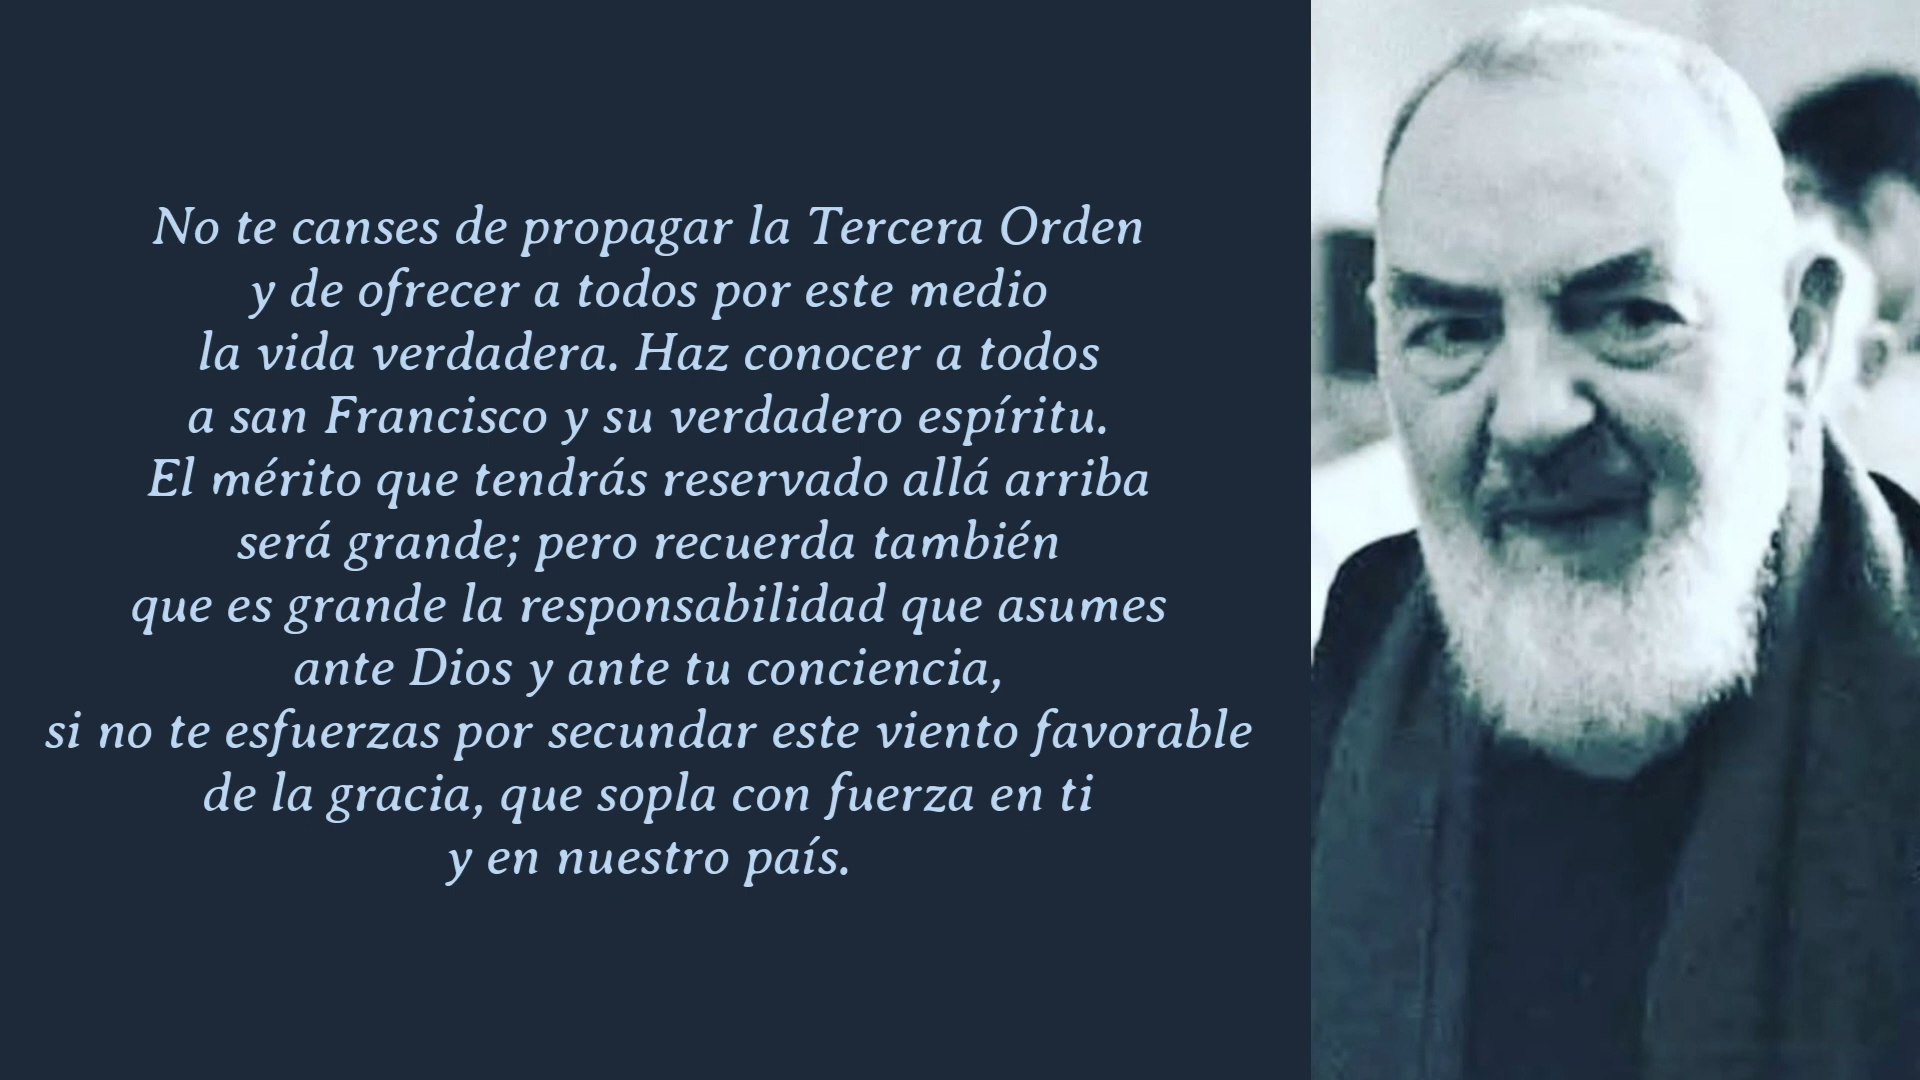 No te canses de propagar la Tercera Orden
y de ofrecer a todos por este medio
la vida verdadera. Haz conocer a todos
a san Francisco y su verdadero espíritu.
El mérito que tendrás reservado allá arriba
será grande; pero recuerda también
que es grande la responsabilidad que asumes
ante Dios y ante tu conciencia,
si no te esfuerzas por secundar este viento favorable
de la gracia, que sopla con fuerza en ti
y en nuestro país.